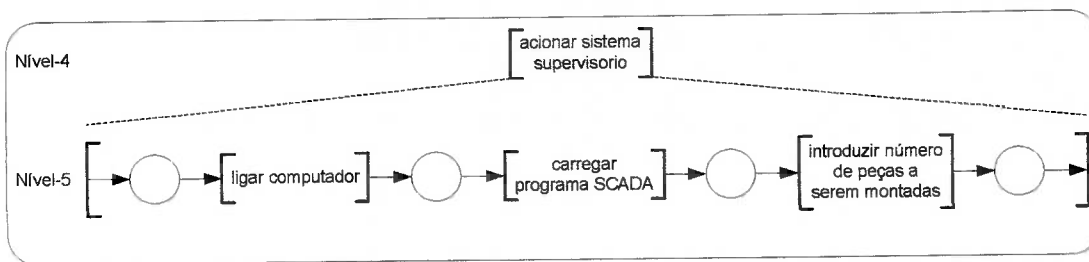 Nível-4
acionar sistema
supervisorio
Nível-5
ligar computador
carregar
programa SCADA
introduzir número
de peças a
serem montadas